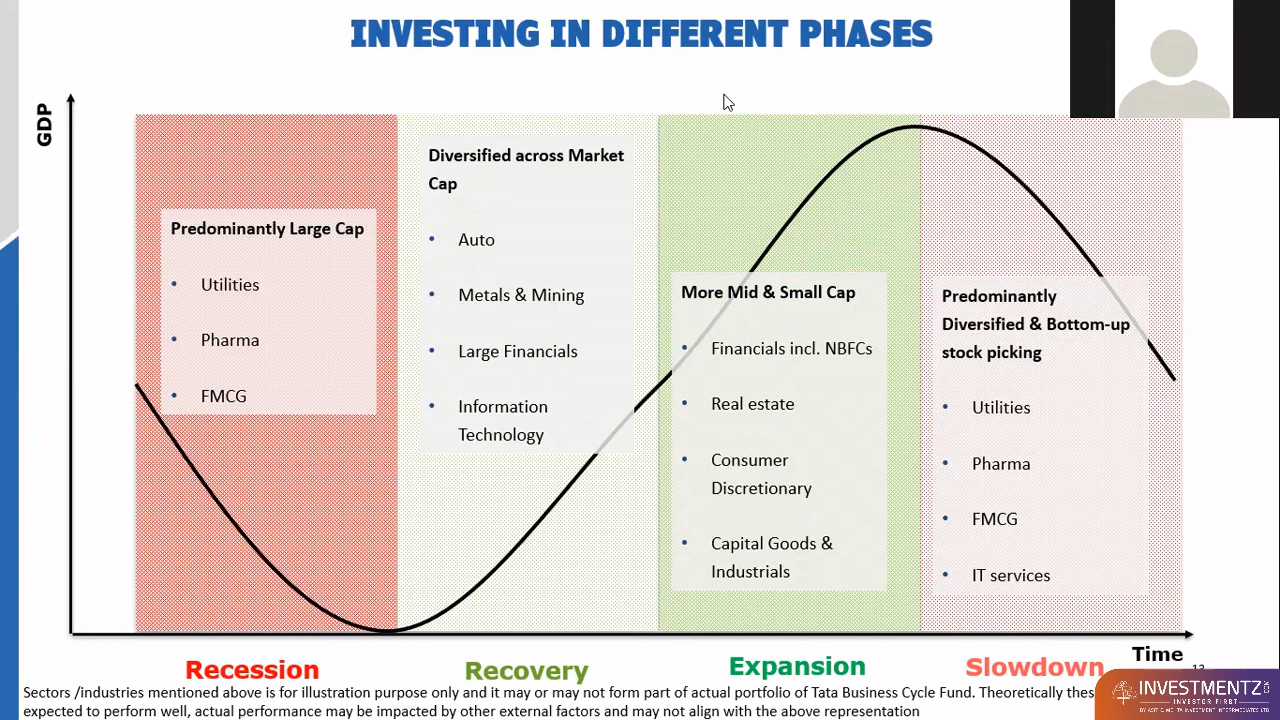 INVESTING IN DIFFERENT PHASES
GDP
Predominantly Large Cap
• Utilities
• Pharma
• FMCG
Diversified across Market
Cap
• Auto
• Metals & Mining
• Large Financials
• Information
Technology
More Mid & Small Cap
• Financials incl. NBFCs
• Real estate
• Consumer
Discretionary
• Capital Goods &
Industrials
Predominantly
Diversified & Bottom-up
stock picking
• Utilities
• Pharma
• FMCG
• IT services
Time
Recession
Recovery
Expansion
Slowdown
Sectors /industries mentioned above is for illustration purpose only and it may or may not form part of actual portfolio of Tata Business Cycle Fund. Theoretically
expected to perform well, actual performance may be impacted by other external factors and may not align with the above representation
INVESTMENTZ
INVESTOR FIRST